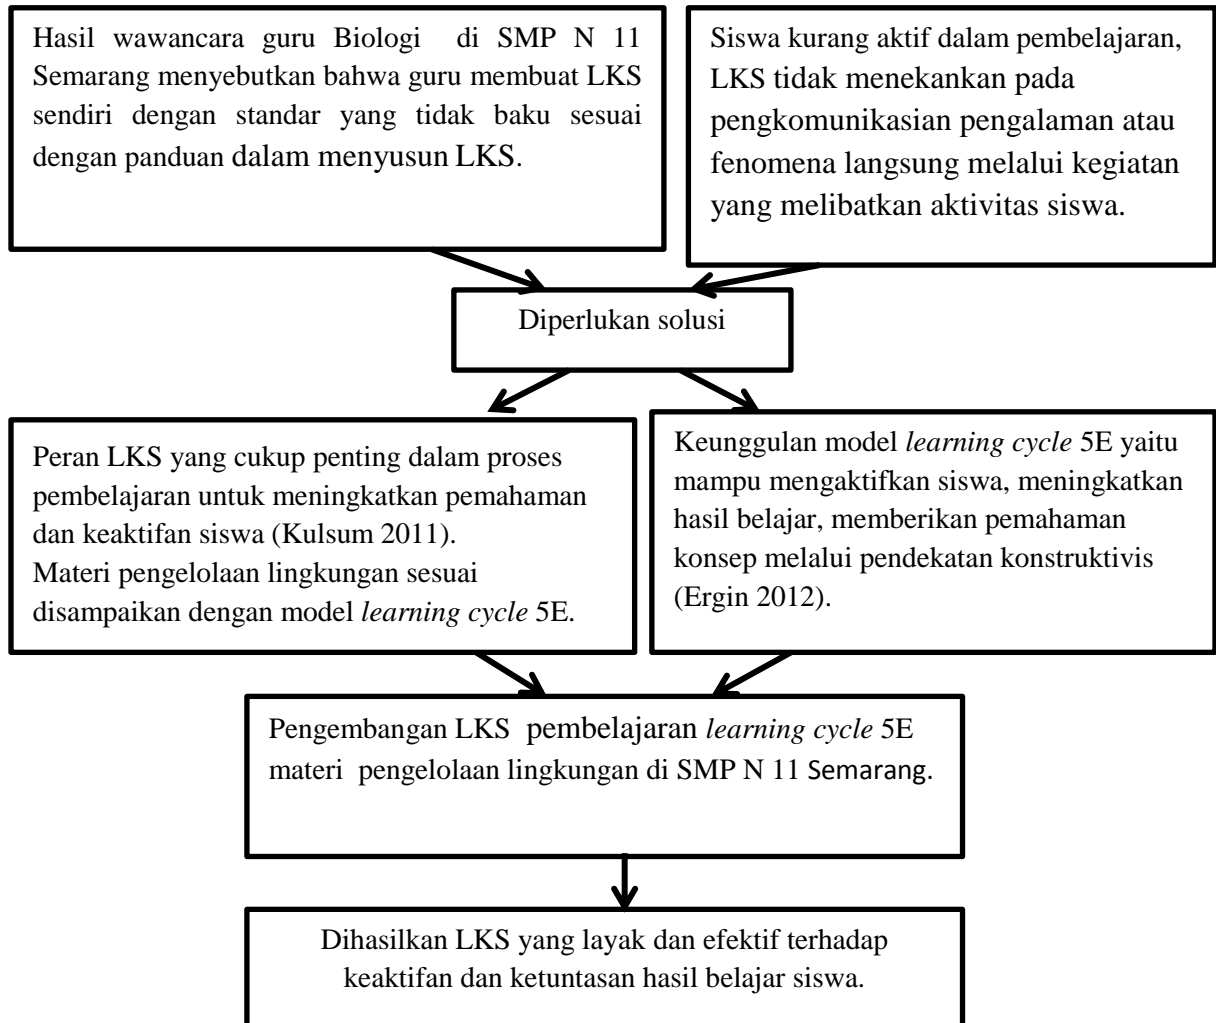 Hasil wawancara guru Biologi di SMP N 11
Semarang menyebutkan bahwa guru membuat LKS
sendiri dengan standar yang tidak baku sesuai
dengan panduan dalam menyusun LKS.
Siswa kurang aktif dalam pembelajaran,
LKS tidak menekankan pada
pengkomunikasian pengalaman atau
fenomena langsung melalui kegiatan
yang melibatkan aktivitas siswa.
Diperlukan solusi
Peran LKS yang cukup penting dalam proses
pembelajaran untuk meningkatkan pemahaman
dan keaktifan siswa (Kulsum 2011).
Materi pengelolaan lingkungan sesuai
disampaikan dengan model learning cycle 5E.
Keunggulan model learning cycle 5E yaitu
mampu mengaktifkan siswa, meningkatkan
hasil belajar, memberikan pemahaman
konsep melalui pendekatan konstruktivis
(Ergin 2012).
Pengembangan LKS pembelajaran learning cycle 5E
materi pengelolaan lingkungan di SMP N 11 Semarang.
Dihasilkan LKS yang layak dan efektif terhadap
keaktifan dan ketuntasan hasil belajar siswa.